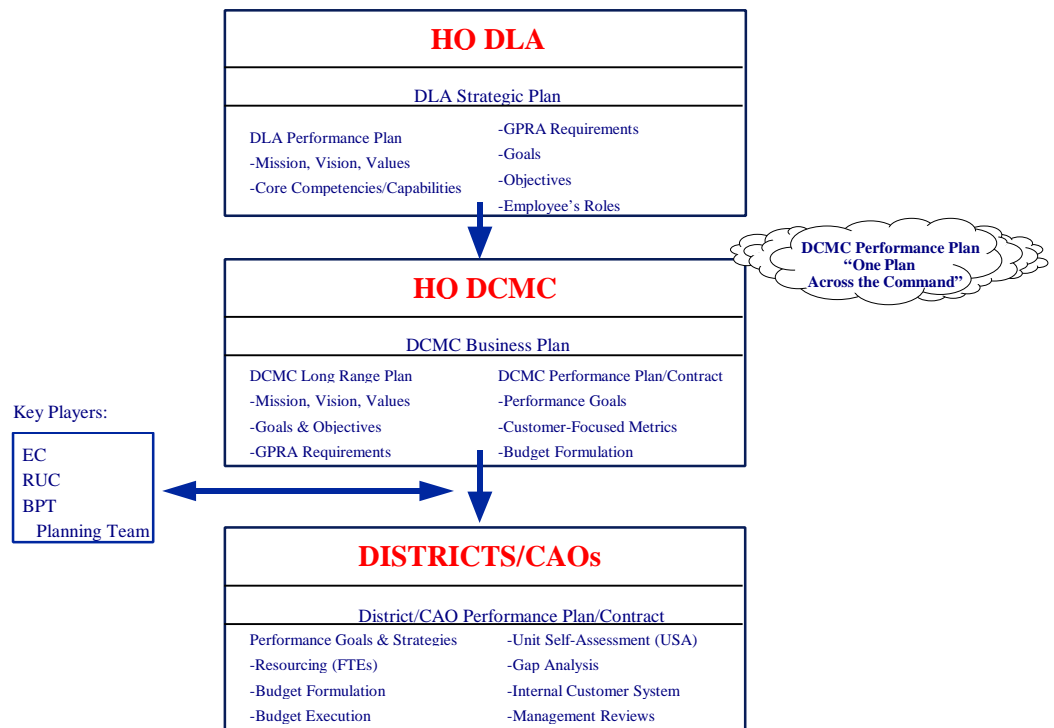 HO DLA
DLA Strategic Plan
DLA Performance Plan
-Mission, Vision, Values
-Core Competencies/Capabilities
-GPRA Requirements
-Goals
-Objectives
-Employee’s Roles
DCMC Performance Plan
“One Plan
Across the Command”
HO DCMC
DCMC Business Plan
DCMC Long Range Plan
-Mission, Vision, Values
-Goals & Objectives
-GPRA Requirements
DCMC Performance Plan/Contract
-Performance Goals
-Customer-Focused Metrics
-Budget Formulation
Key Players:
EC
RUC
BPT
Planning Team
DISTRICTS/CAOs
District/CAO Performance Plan/Contract
Performance Goals & Strategies
-Resourcing (FTEs)
-Budget Formulation
-Budget Execution
-Unit Self-Assessment (USA)
-Gap Analysis
-Internal Customer System
-Management Reviews